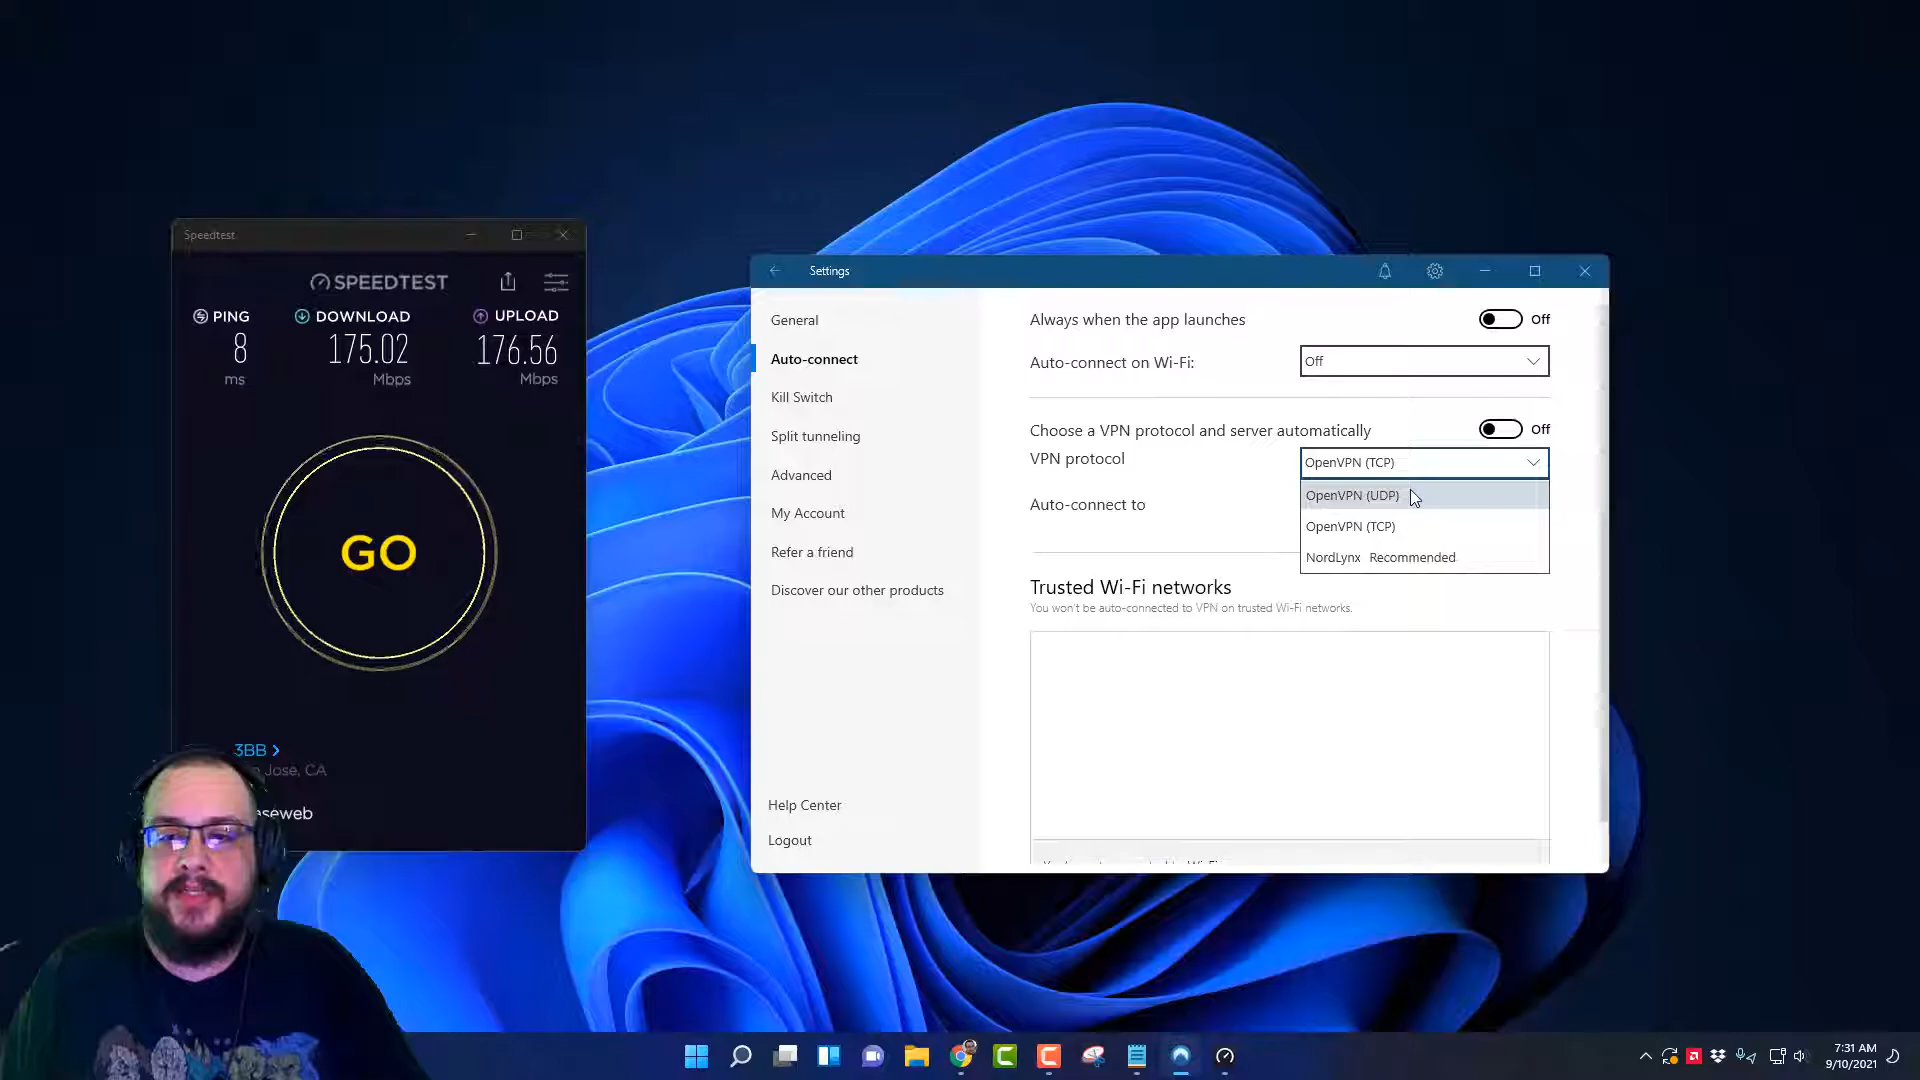 Speedtest
SPEEDTEST
PING DOWNLOAD UPLOAD
8 175.02 176.56
ms Mbps Mbps
GO
3BB
Jose, CA
aseweb
Settings
General
Auto-connect
Kill Switch
Split tunneling
Advanced
My Account
Refer a friend
Discover our other products
Help Center
Logout
Always when the app launches Off
Auto-connect on Wi-Fi: Off
Choose a VPN protocol and server automatically Off
VPN protocol OpenVPN (TCP)
OpenVPN (UDP)
OpenVPN (TCP)
NordLynx Recommended
Auto-connect to
Trusted Wi-Fi networks
You won't be auto-connected to VPN on trusted Wi-Fi networks.
7:31 AM
9/10/2021